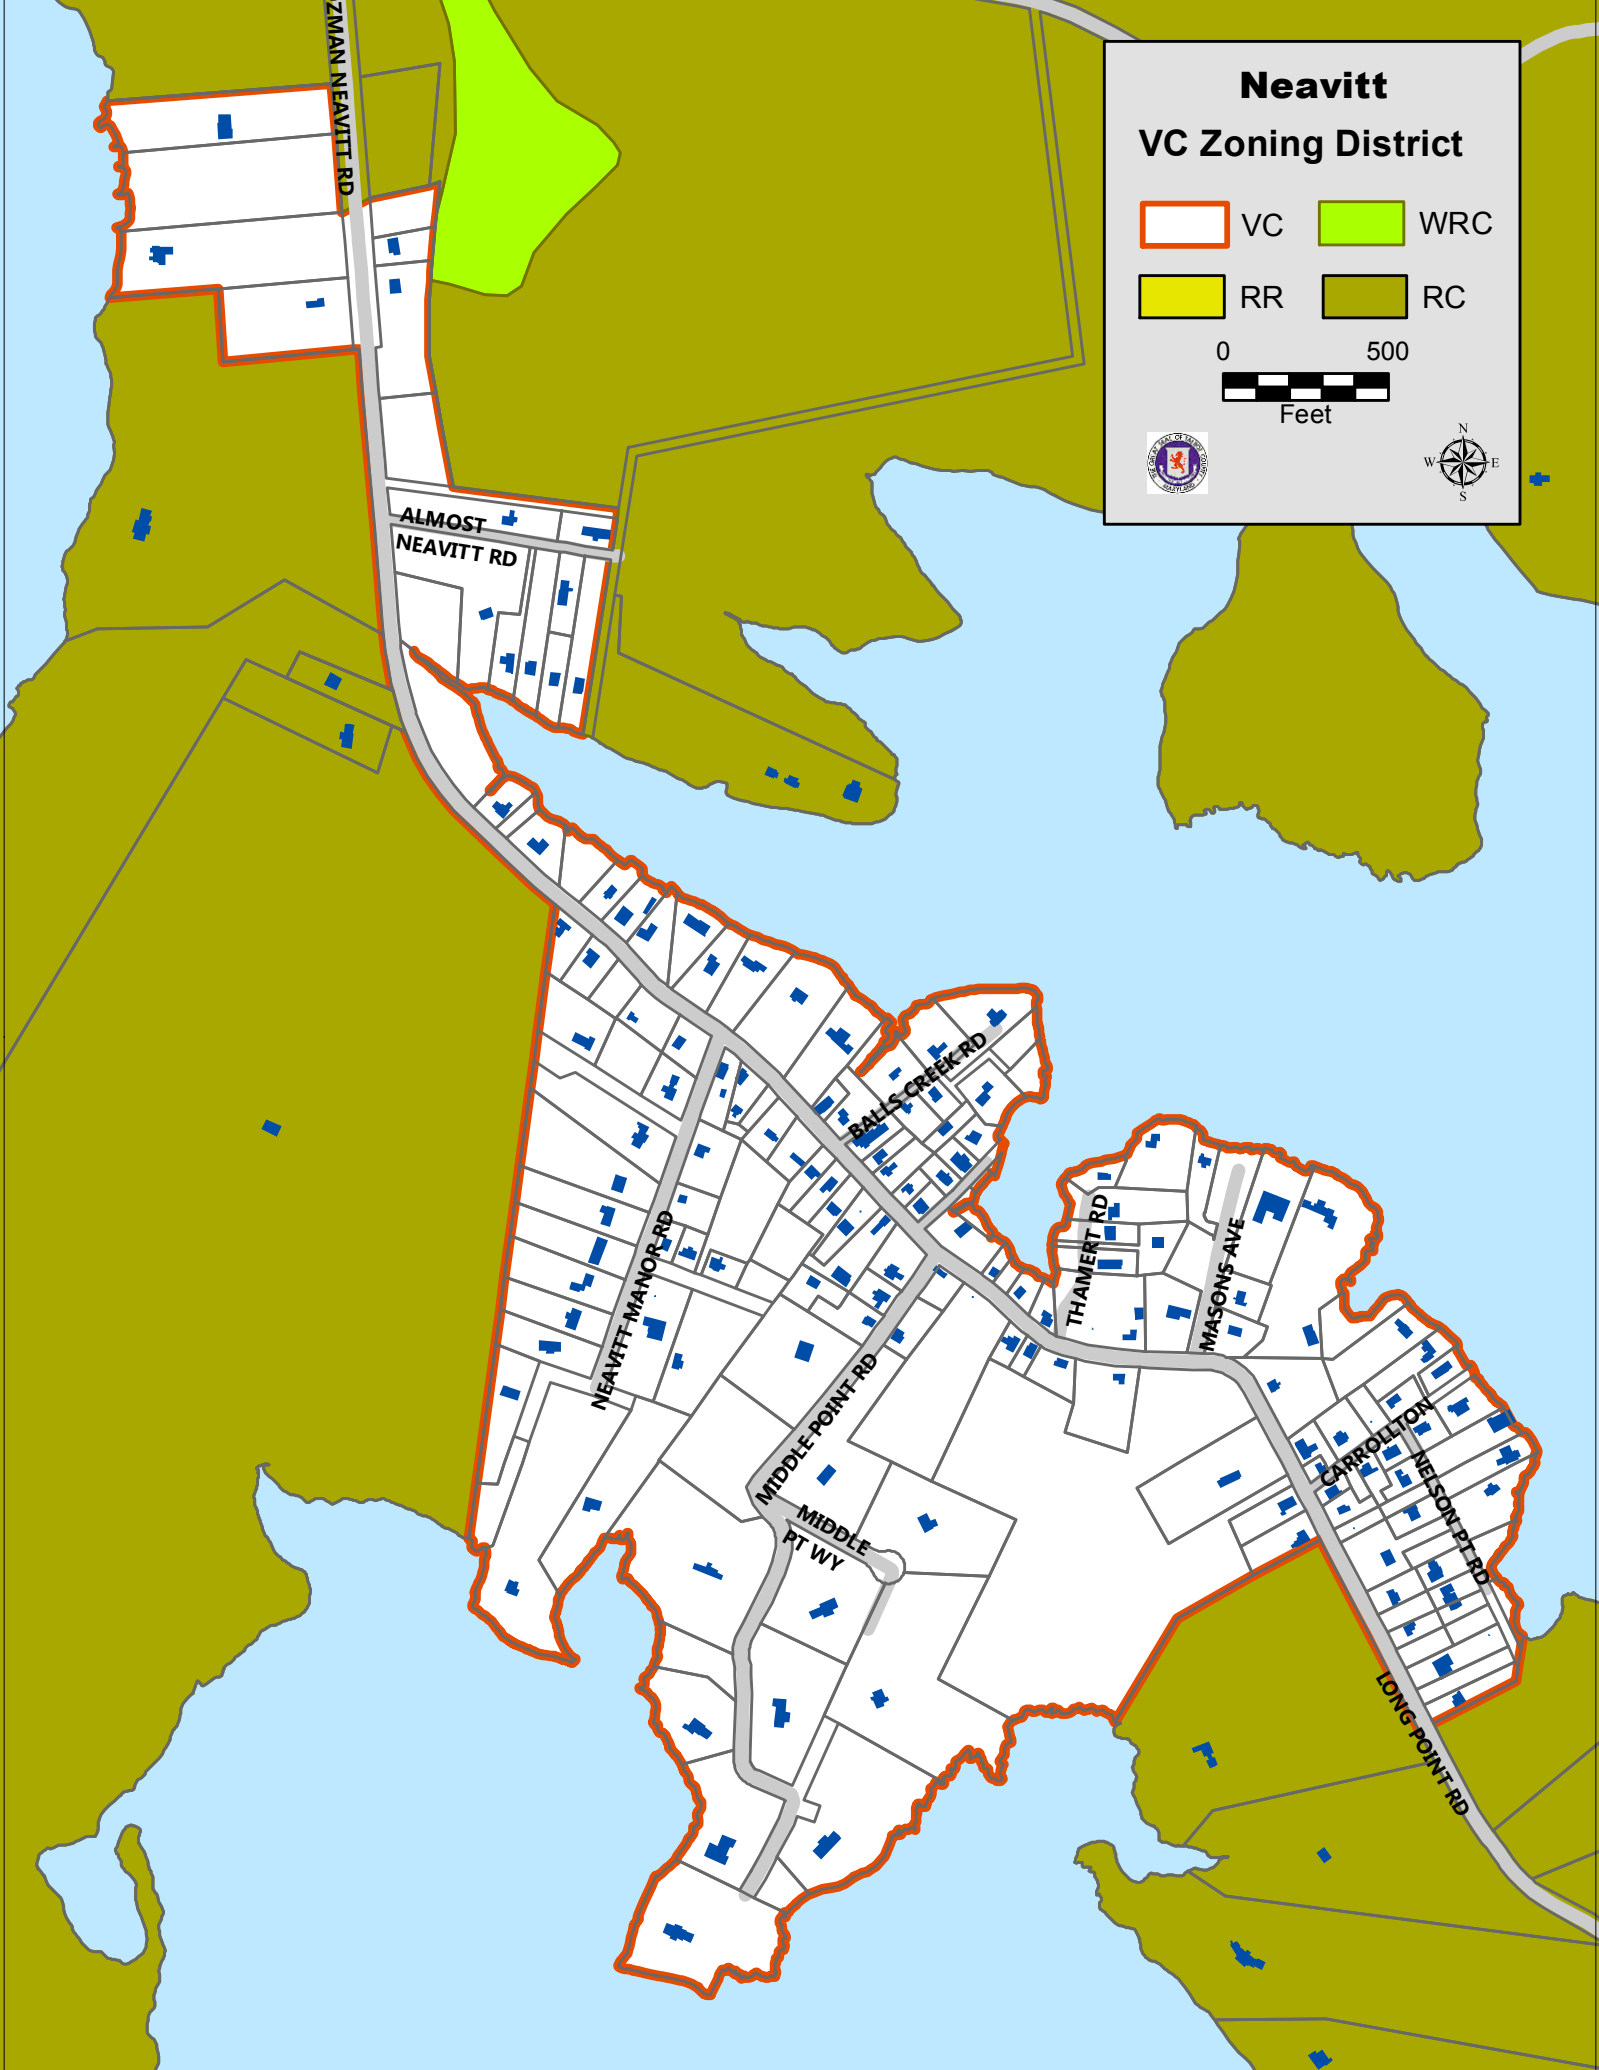 Neavitt
VC Zoning District
VC
WRC
RR
RC
0 500
Feet
N
W E
S
ZMAN NEAVITT RD
ALMOST
NEAVITT RD
BALLS CREEK RD
THAMERT RD
MASONS AVE
NEAVITT MANOR RD
MIDDLE POINT RD
MIDDLE
PT WY
CARROLLTON
NELSON PT RD
LONG POINT RD